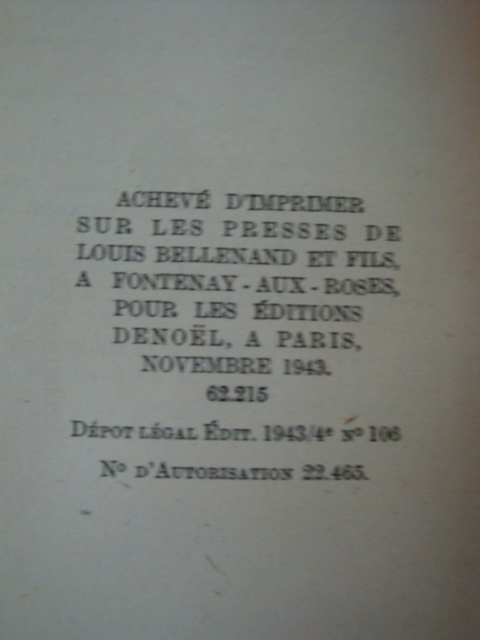 ACHEVÉ D'IMPRIMER
SUR LES PRESSES DE
LOUIS BELLENAND ET FILS,
A FONTENAY-AUX-ROSES,
POUR LES ÉDITIONS
DENOËL, A PARIS,
NOVEMBRE 1943.
62.215
DÉPOT LÉGAL ÉDIT. 1943/4e No 106
No D'AUTORISATION 22.465.